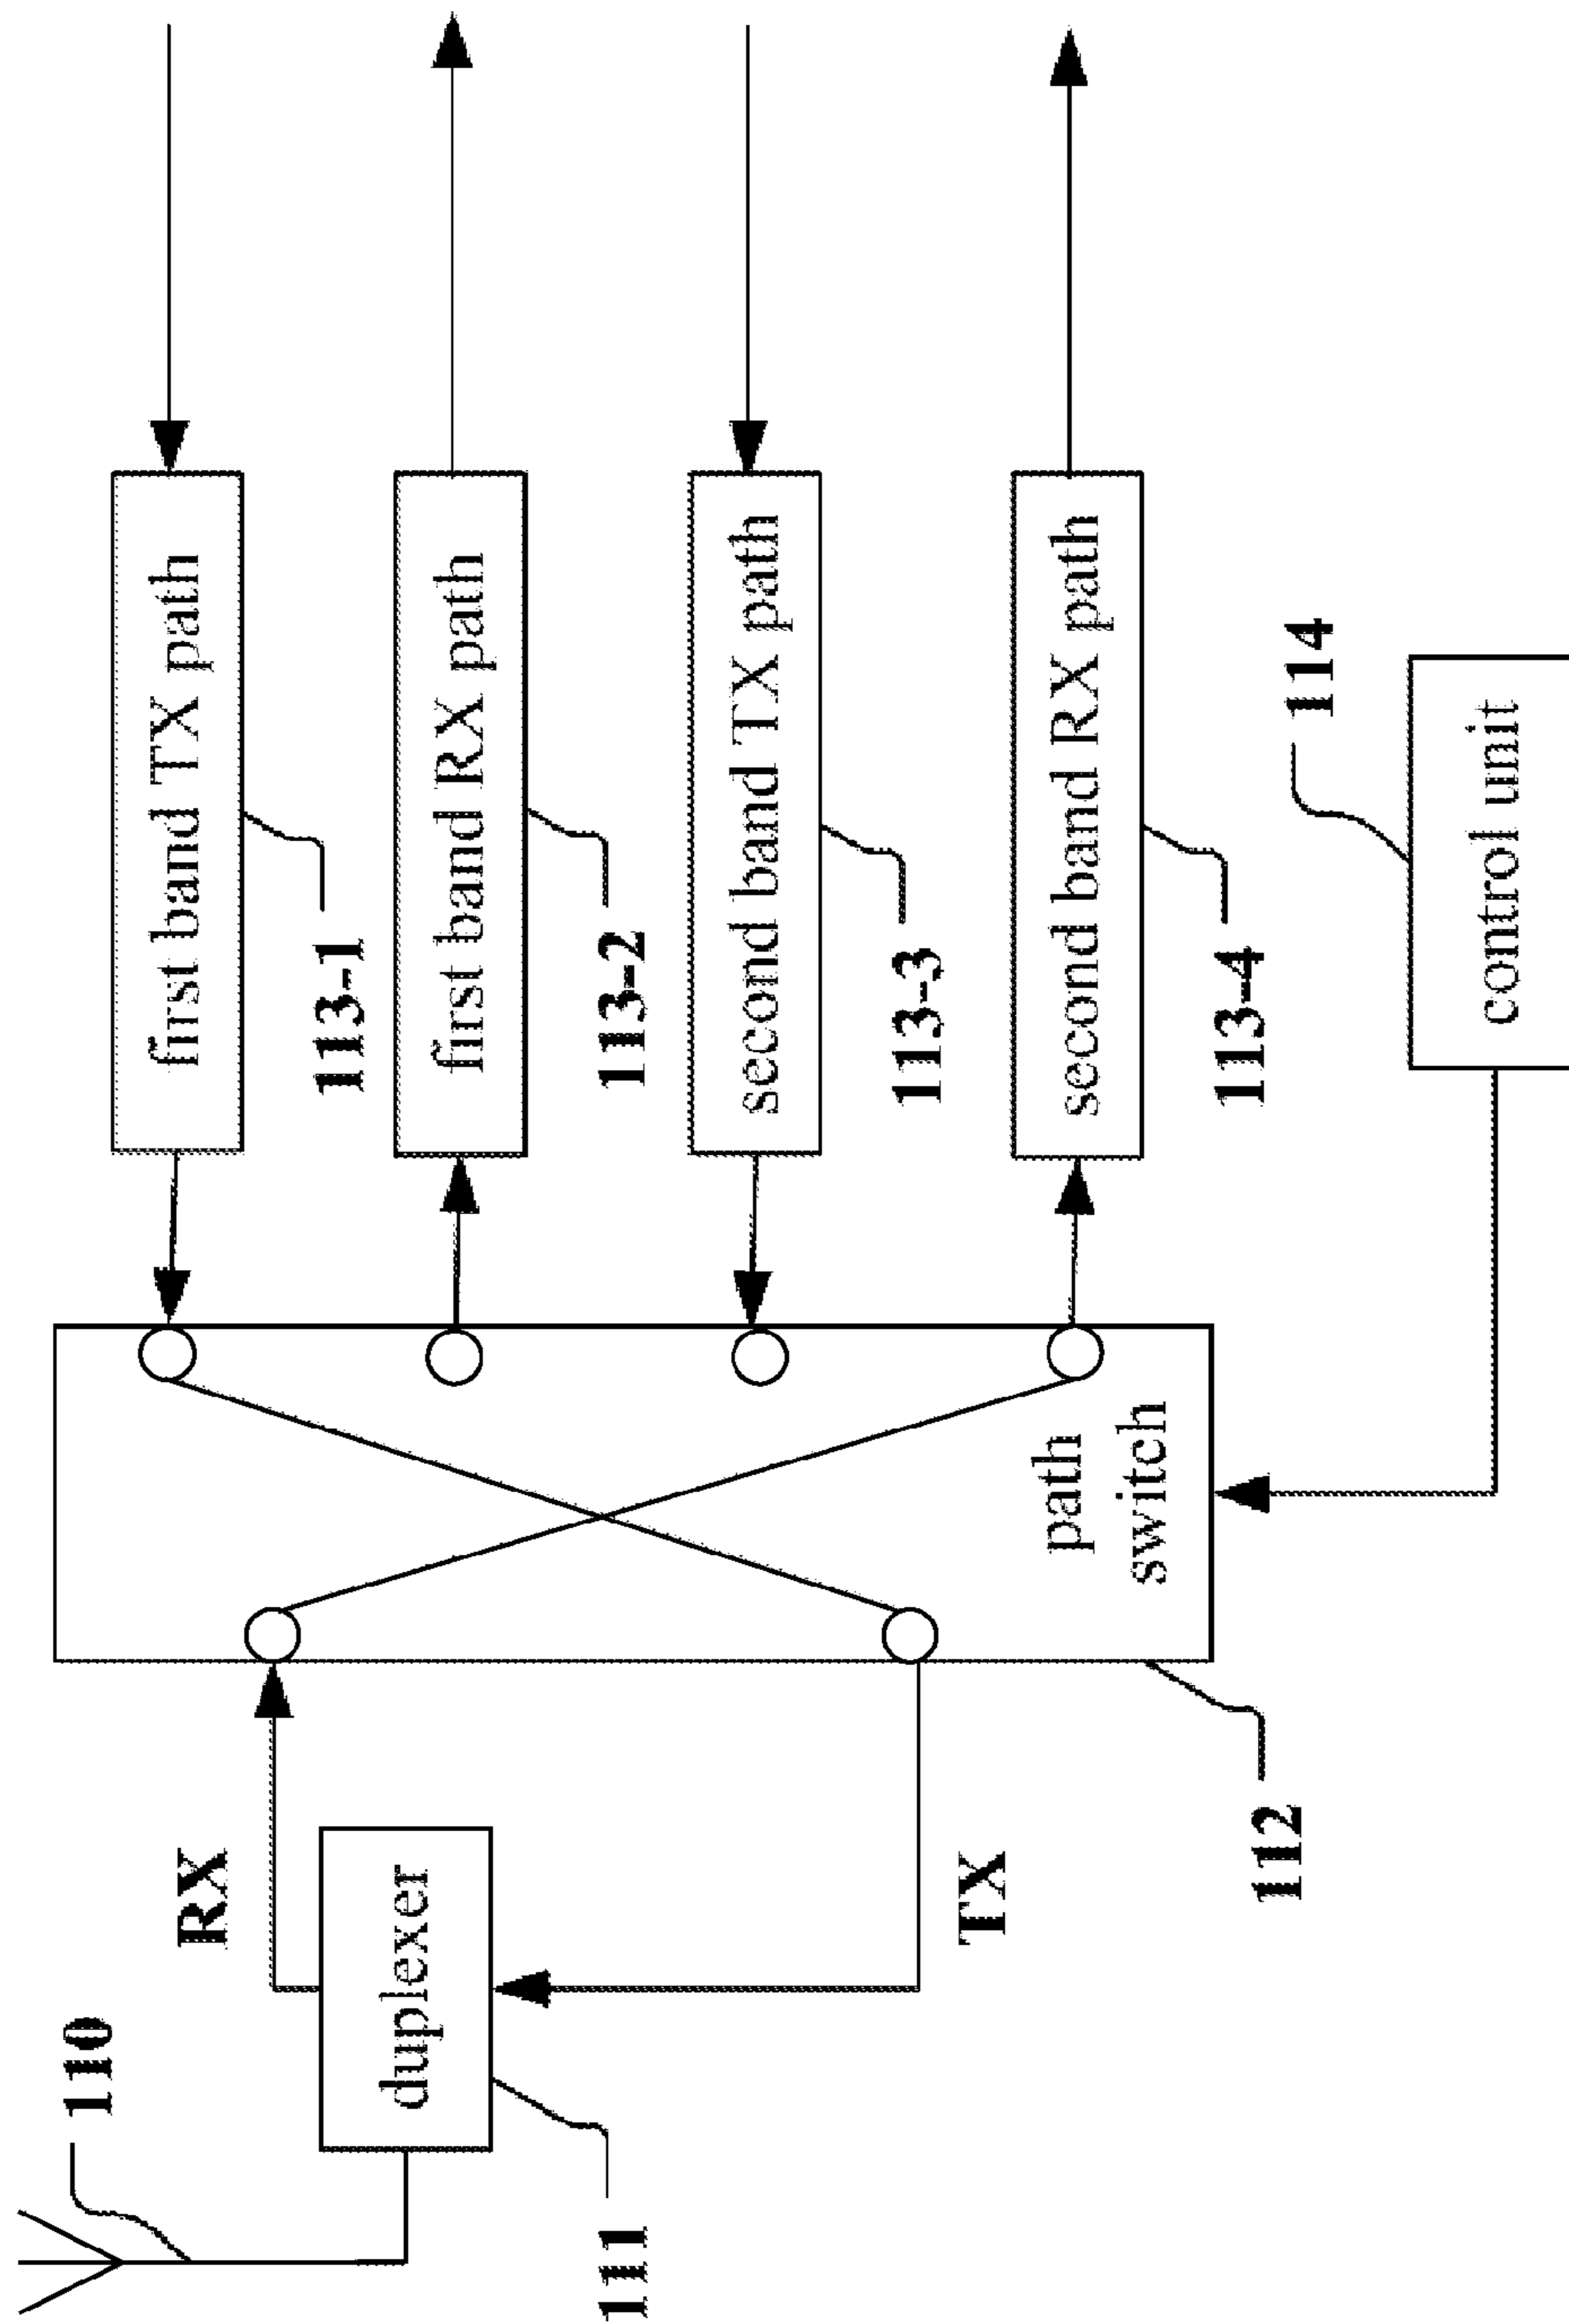 110
duplexer
111
RX
TX
path
switch
112
first band TX path
113-1
first band RX path
113-2
second band TX path
113-3
second band RX path
113-4
114
control unit